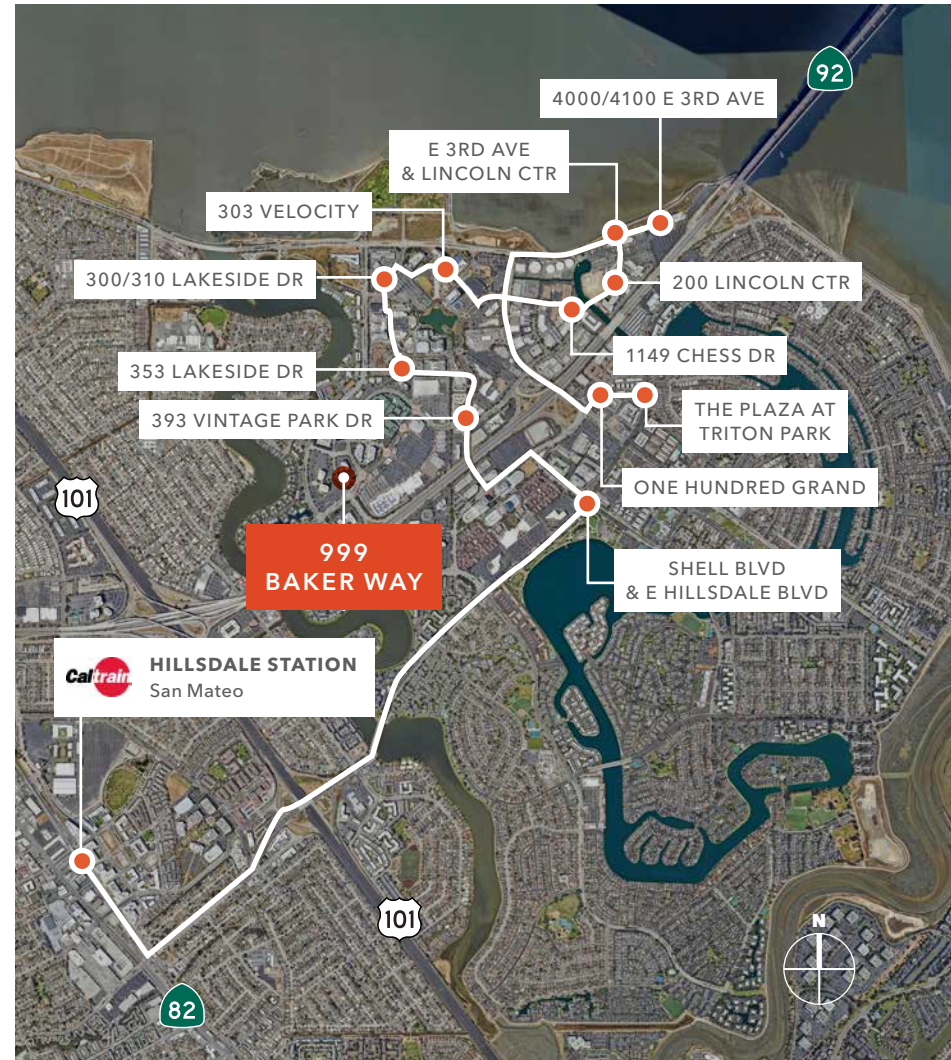 92
4000/4100 E 3RD AVE
E 3RD AVE
& LINCOLN CTR
303 VELOCITY
300/310 LAKESIDE DR
200 LINCOLN CTR
1149 CHESS DR
353 LAKESIDE DR
393 VINTAGE PARK DR
THE PLAZA AT
TRITON PARK
101
ONE HUNDRED GRAND
999
BAKER WAY
SHELL BLVD
& E HILLSDALE BLVD
Caltrain
HILLSDALE STATION
San Mateo
101
N
82